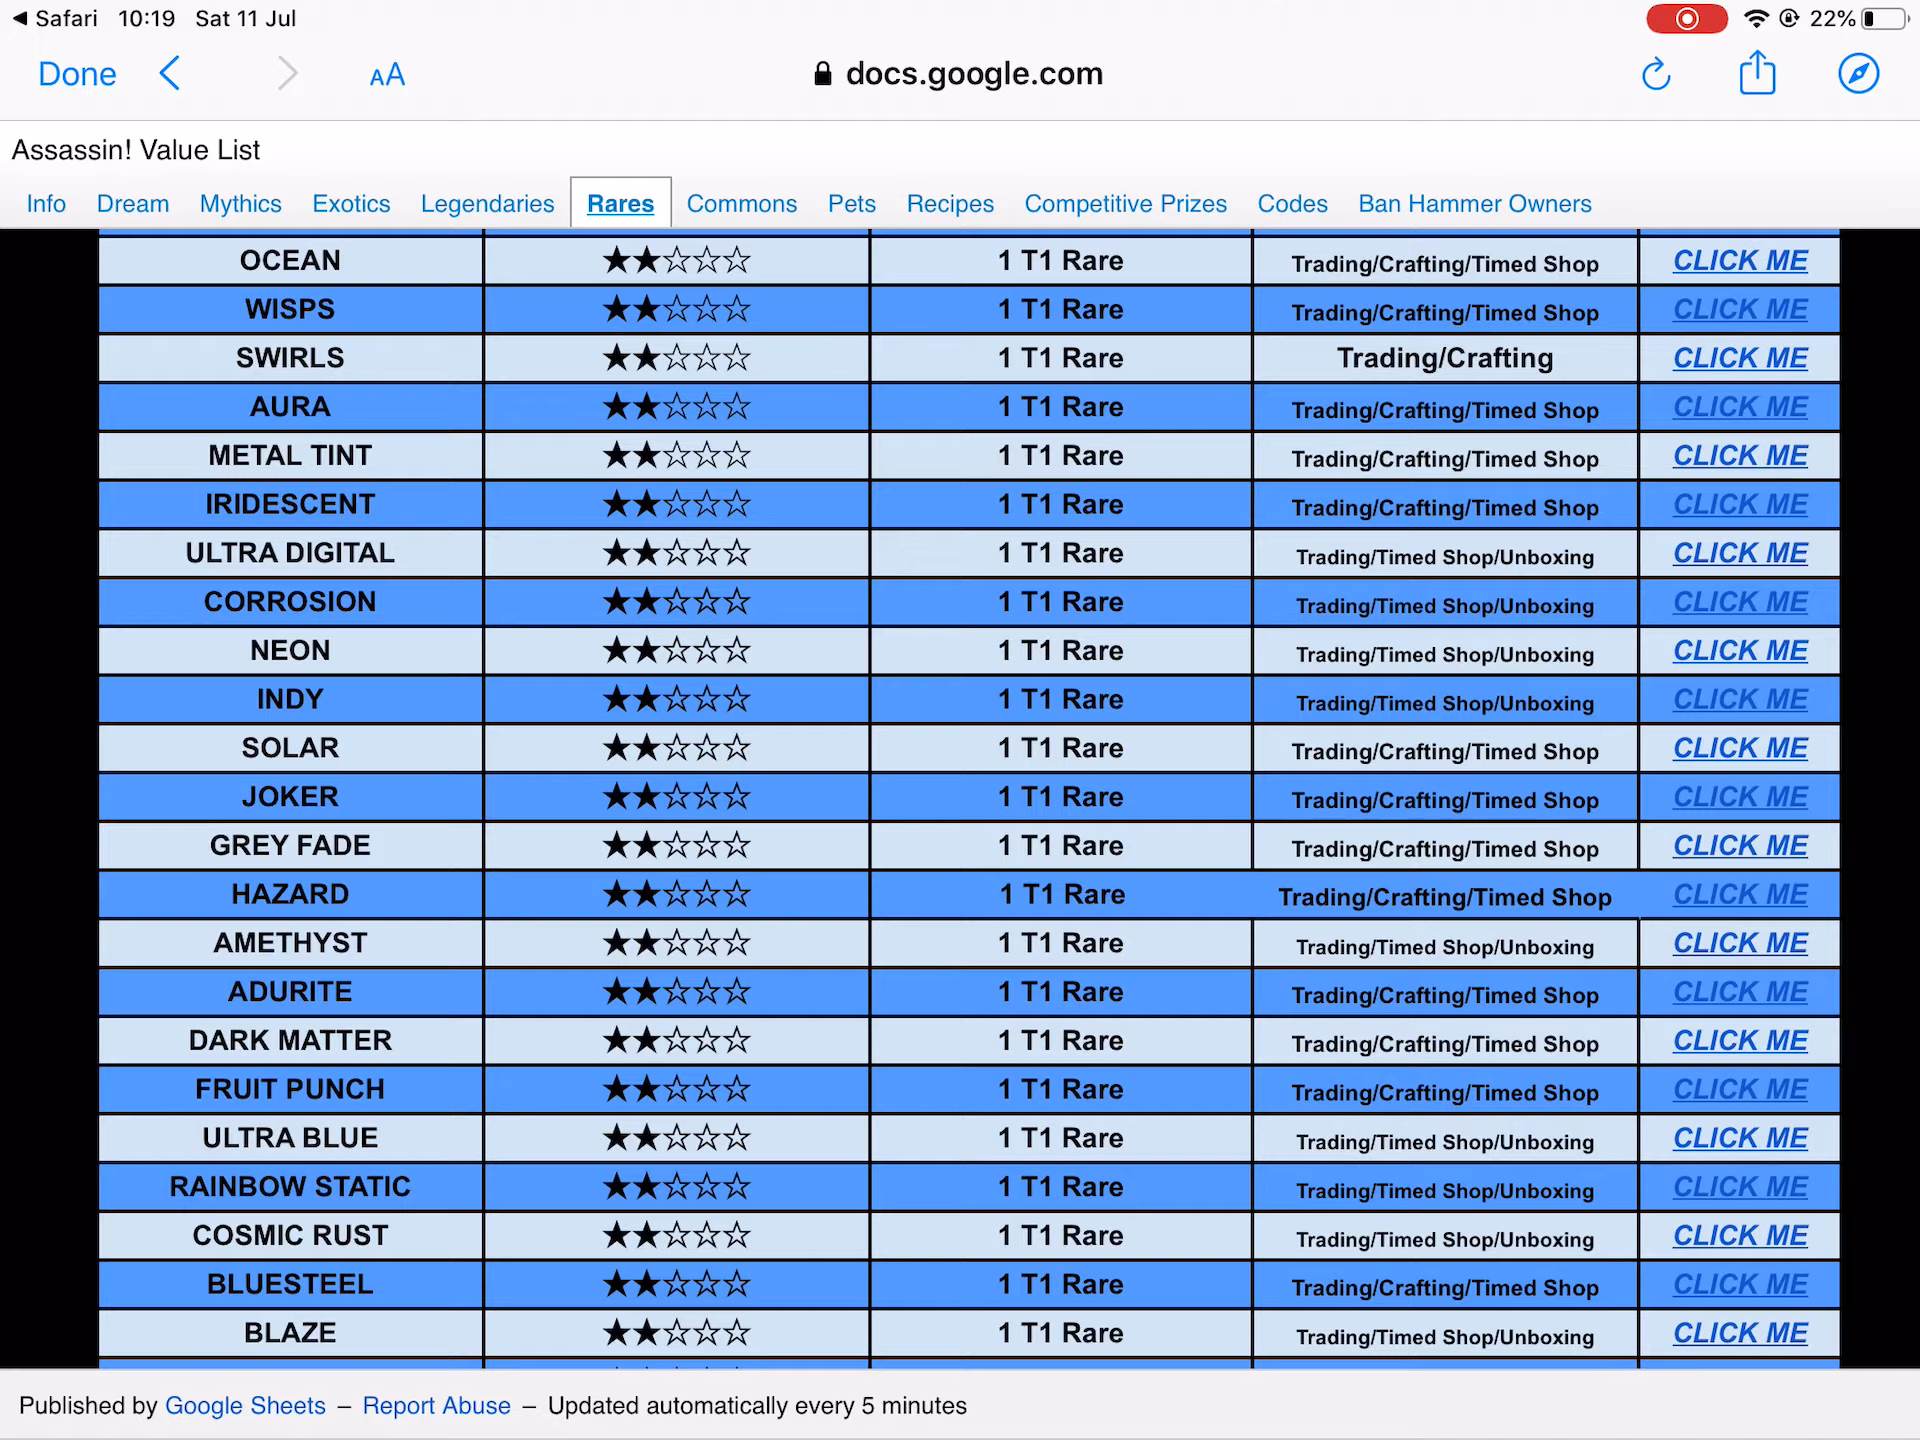 Safari 10:19 Sat 11 Jul 22%
Done AA docs.google.com
Assassin! Value List
Info Dream Mythics Exotics Legendaries Rares Commons Pets Recipes Competitive Prizes Codes Ban Hammer Owners
OCEAN ★★☆☆☆ 1 T1 Rare Trading/Crafting/Timed Shop CLICK ME
WISPS ★★☆☆☆ 1 T1 Rare Trading/Crafting/Timed Shop CLICK ME
SWIRLS ★★☆☆☆ 1 T1 Rare Trading/Crafting CLICK ME
AURA ★★☆☆☆ 1 T1 Rare Trading/Crafting/Timed Shop CLICK ME
METAL TINT ★★☆☆☆ 1 T1 Rare Trading/Crafting/Timed Shop CLICK ME
IRIDESCENT ★★☆☆☆ 1 T1 Rare Trading/Crafting/Timed Shop CLICK ME
ULTRA DIGITAL ★★☆☆☆ 1 T1 Rare Trading/Timed Shop/Unboxing CLICK ME
CORROSION ★★☆☆☆ 1 T1 Rare Trading/Timed Shop/Unboxing CLICK ME
NEON ★★☆☆☆ 1 T1 Rare Trading/Timed Shop/Unboxing CLICK ME
INDY ★★☆☆☆ 1 T1 Rare Trading/Timed Shop/Unboxing CLICK ME
SOLAR ★★☆☆☆ 1 T1 Rare Trading/Crafting/Timed Shop CLICK ME
JOKER ★★☆☆☆ 1 T1 Rare Trading/Crafting/Timed Shop CLICK ME
GREY FADE ★★☆☆☆ 1 T1 Rare Trading/Crafting/Timed Shop CLICK ME
HAZARD ★★☆☆☆ 1 T1 Rare Trading/Crafting/Timed Shop CLICK ME
AMETHYST ★★☆☆☆ 1 T1 Rare Trading/Timed Shop/Unboxing CLICK ME
ADURITE ★★☆☆☆ 1 T1 Rare Trading/Crafting/Timed Shop CLICK ME
DARK MATTER ★★☆☆☆ 1 T1 Rare Trading/Crafting/Timed Shop CLICK ME
FRUIT PUNCH ★★☆☆☆ 1 T1 Rare Trading/Crafting/Timed Shop CLICK ME
ULTRA BLUE ★★☆☆☆ 1 T1 Rare Trading/Timed Shop/Unboxing CLICK ME
RAINBOW STATIC ★★☆☆☆ 1 T1 Rare Trading/Timed Shop/Unboxing CLICK ME
COSMIC RUST ★★☆☆☆ 1 T1 Rare Trading/Timed Shop/Unboxing CLICK ME
BLUESTEEL ★★☆☆☆ 1 T1 Rare Trading/Crafting/Timed Shop CLICK ME
BLAZE ★★☆☆☆ 1 T1 Rare Trading/Timed Shop/Unboxing CLICK ME
Published by Google Sheets – Report Abuse – Updated automatically every 5 minutes